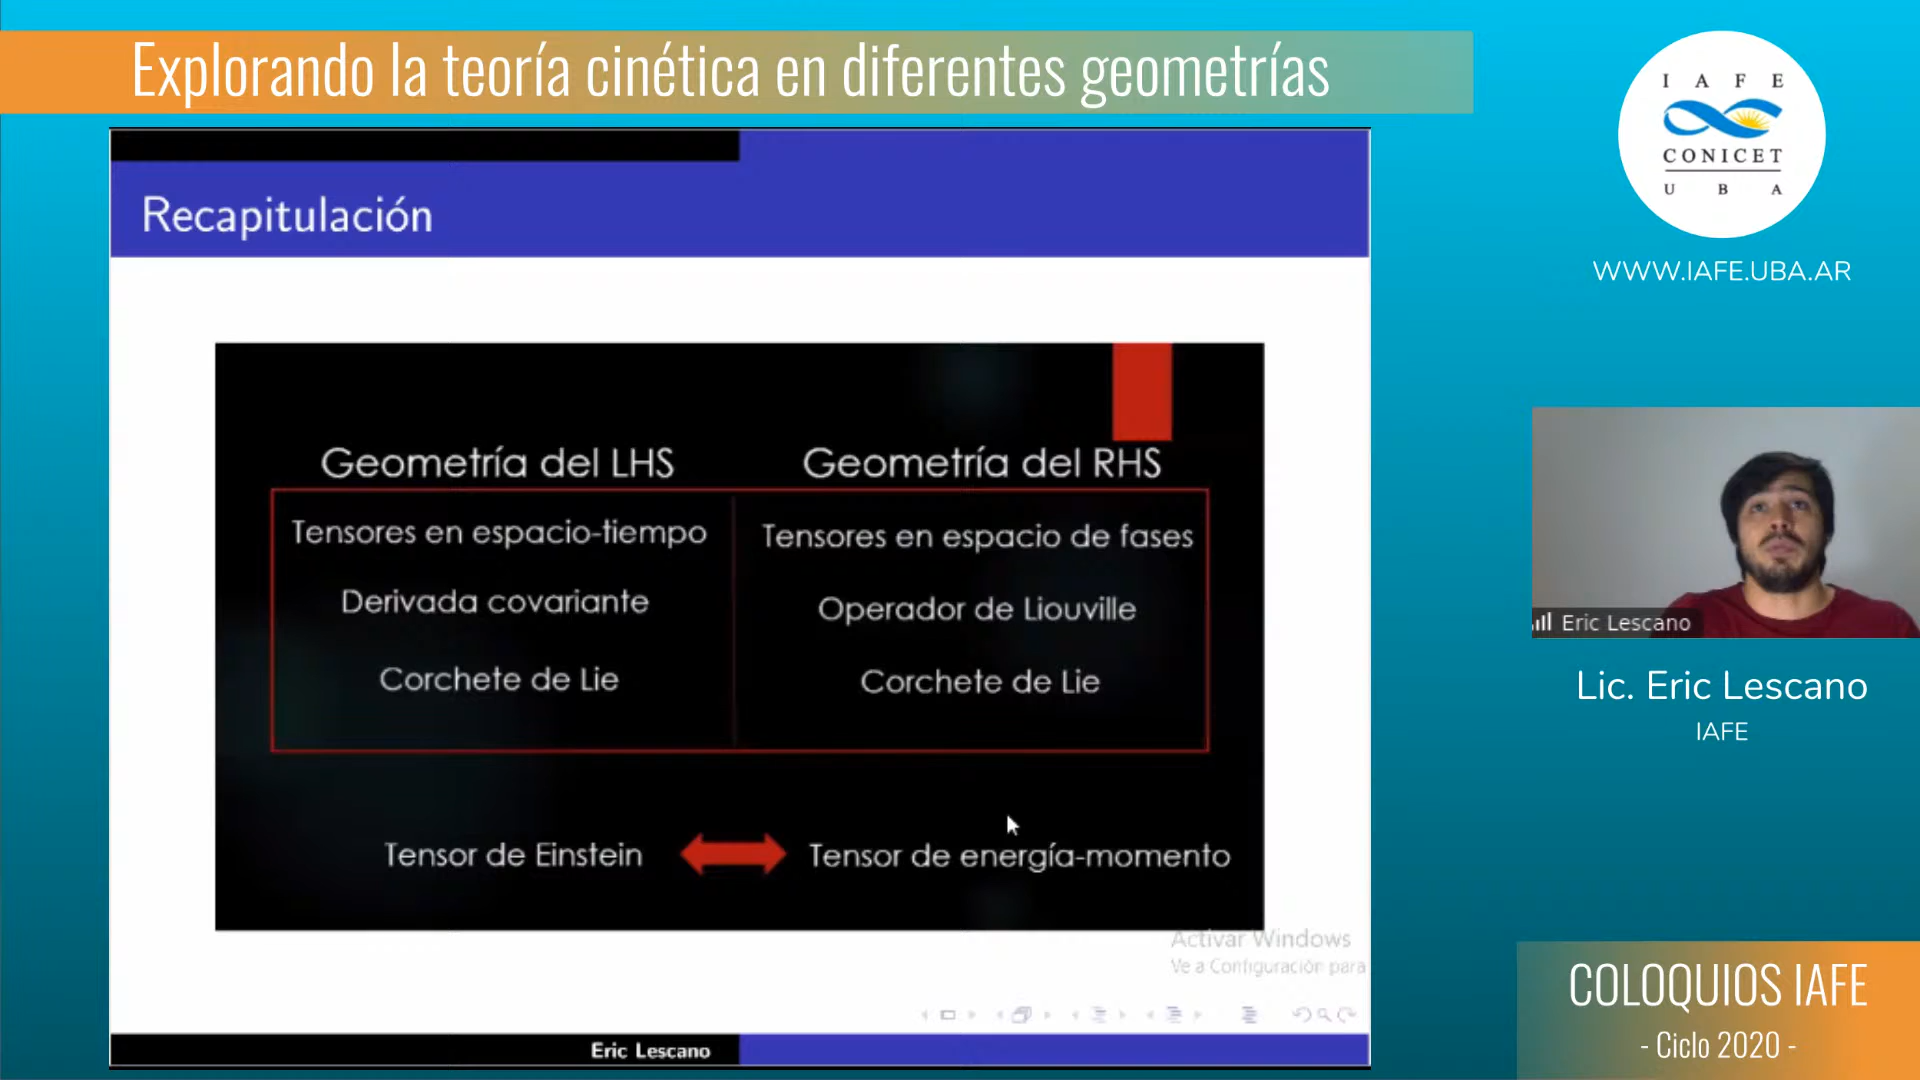 Explorando la teoría cinética en diferentes geometrías
Recapitulación
Geometría del LHS
Geometría del RHS
Tensores en espacio-tiempo
Tensores en espacio de fases
Derivada covariante
Operador de Liouville
Corchete de Lie
Corchete de Lie
Tensor de Einstein
Tensor de energía-momento
Activar Windows
Ve a Configuración para
Eric Lescano
I A F E
CONICET
U B A
WWW.IAFE.UBA.AR
Eric Lescano
Lic. Eric Lescano
IAFE
COLOQUIOS IAFE
- Ciclo 2020 -